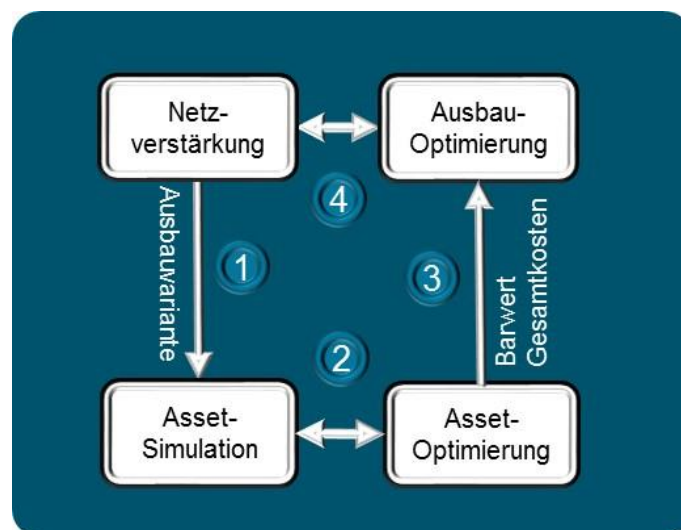 Netz-
verstärkung
Ausbau-
Optimierung
Ausbauvariante
4
1
3
Barwert
Gesamtkosten
2
Asset-
Simulation
Asset-
Optimierung